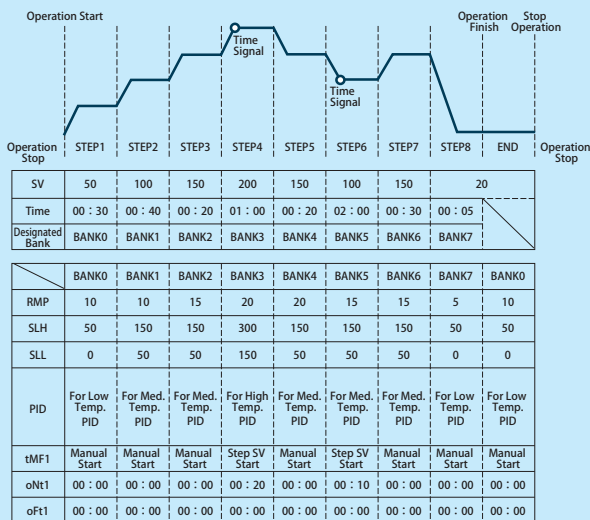 Operation Start
Operation Finish
Stop Operation
Time Signal
Time Signal
Operation Stop
STEP1 STEP2 STEP3 STEP4 STEP5 STEP6 STEP7 STEP8 END
Operation Stop
SV 50 100 150 200 150 100 150 20
Time 00:30 00:40 00:20 01:00 00:20 02:00 00:30 00:05
Designated Bank BANK0 BANK1 BANK2 BANK3 BANK4 BANK5 BANK6 BANK7
BANK0 BANK1 BANK2 BANK3 BANK4 BANK5 BANK6 BANK7 BANK0
RMP 10 10 15 20 20 15 15 5 10
SLH 50 150 150 300 150 150 150 50 50
SLL 0 50 50 150 50 50 50 0 0
PID For Low Temp. PID For Med. Temp. PID For Med. Temp. PID For High Temp. PID For Med. Temp. PID For Med. Temp. PID For Med. Temp. PID For Low Temp. PID For Low Temp. PID
tMF1 Manual Start Manual Start Manual Start Step SV Start Manual Start Step SV Start Manual Start Manual Start Manual Start
oNt1 00:00 00:00 00:00 00:20 00:00 00:10 00:00 00:00 00:00
oFt1 00:00 00:00 00:00 00:00 00:00 00:00 00:00 00:00 00:00